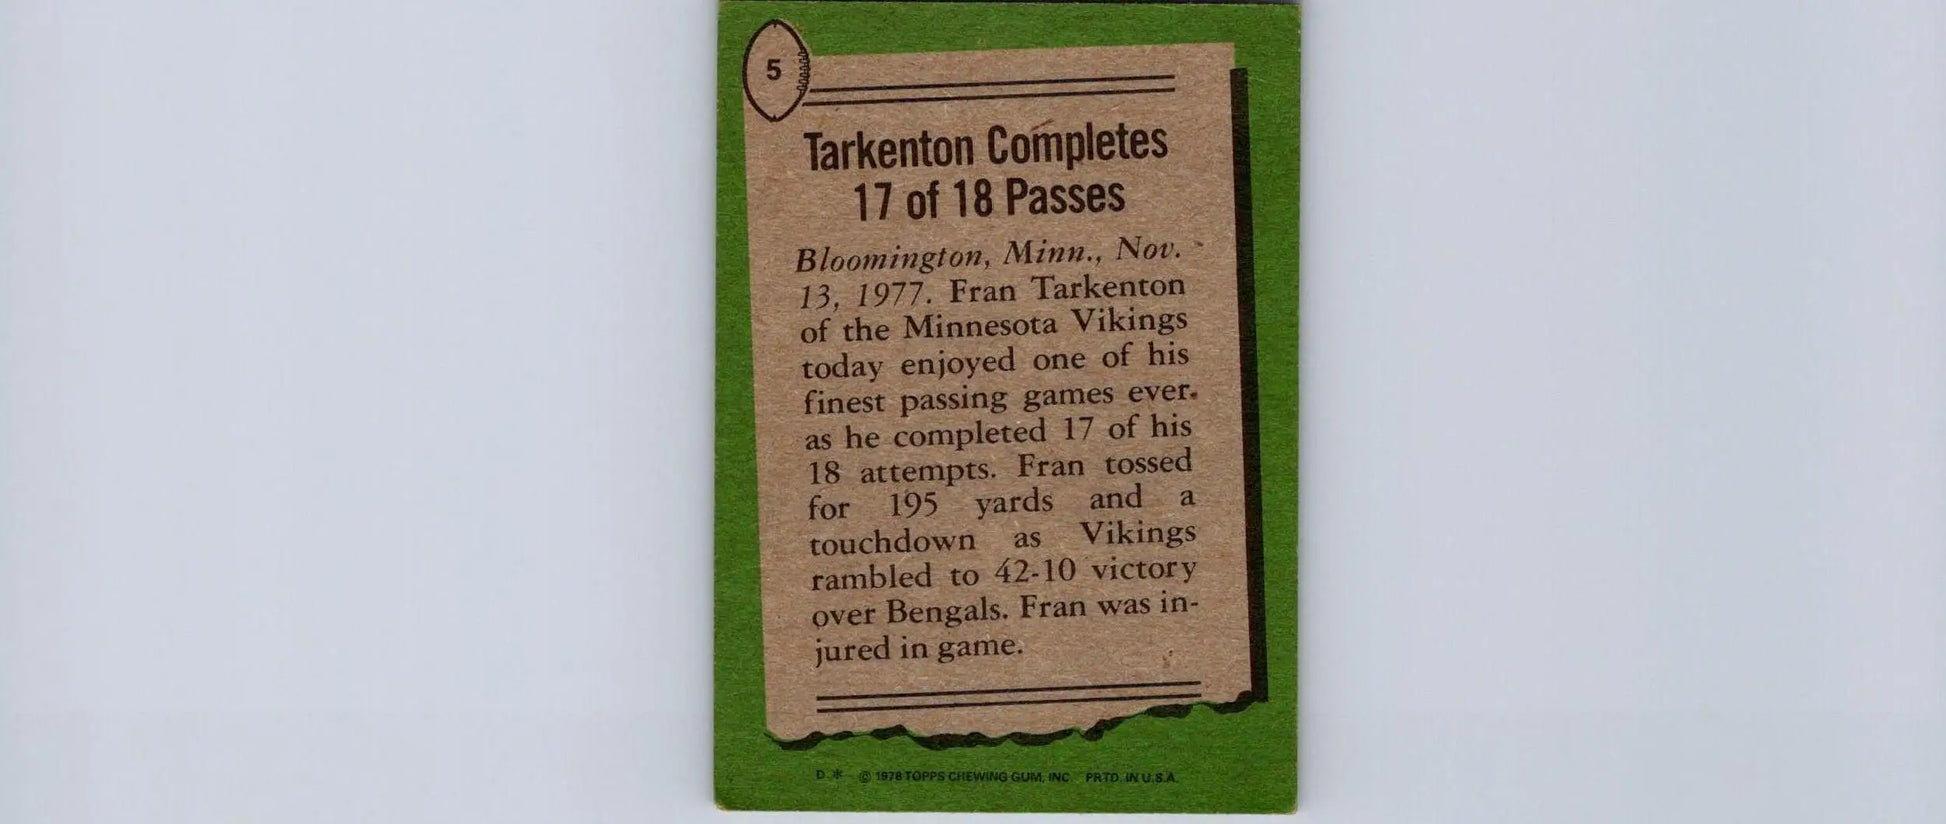 5
Tarkenton Completes
17 of 18 Passes
Bloomington, Minn., Nov.
13, 1977. Fran Tarkenton
of the Minnesota Vikings
today enjoyed one of his
finest passing games ever.
as he completed 17 of his
18 attempts. Fran tossed
for 195 yards and a
touchdown as Vikings
rambled to 42-10 victory
over Bengals. Fran was in-
jured in game.
D * © 1978 TOPPS CHEWING GUM, INC. PRTD. IN U.S.A.